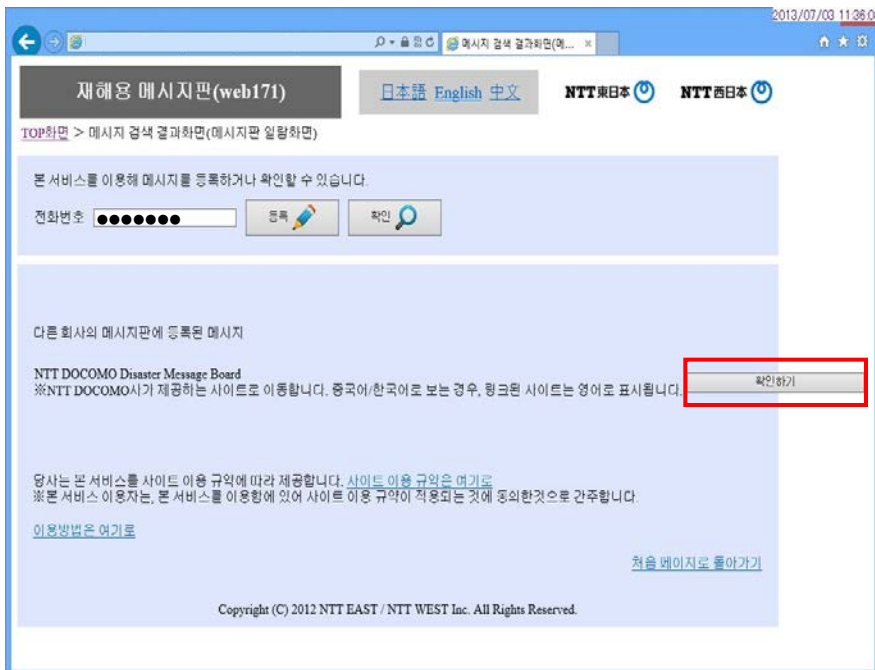 2013/07/03 11:36:0
메시지 검색 결과화면(메...
재해용 메시지판(web171)
日本語 English 中文
NTT東日本
NTT西日本
TOP화면 > 메시지 검색 결과화면(메시지판 일람화면)
본 서비스를 이용해 메시지를 등록하거나 확인할 수 있습니다.
전화번호 ●●●●●●● 등록 확인
다른 회사의 메시지판에 등록된 메시지
NTT DOCOMO Disaster Message Board
※NTT DOCOMO사가 제공하는 사이트로 이동합니다. 중국어/한국어로 보는 경우, 링크된 사이트는 영어로 표시됩니다. 확인하기
당사는 본 서비스를 사이트 이용 규약에 따라 제공합니다. 사이트 이용 규약은 여기로
※본 서비스 이용자는, 본 서비스를 이용함에 있어 사이트 이용 규약이 적용되는 것에 동의한것으로 간주합니다.
이용방법은 여기로
처음 페이지로 돌아가기
Copyright (C) 2012 NTT EAST / NTT WEST Inc. All Rights Reserved.